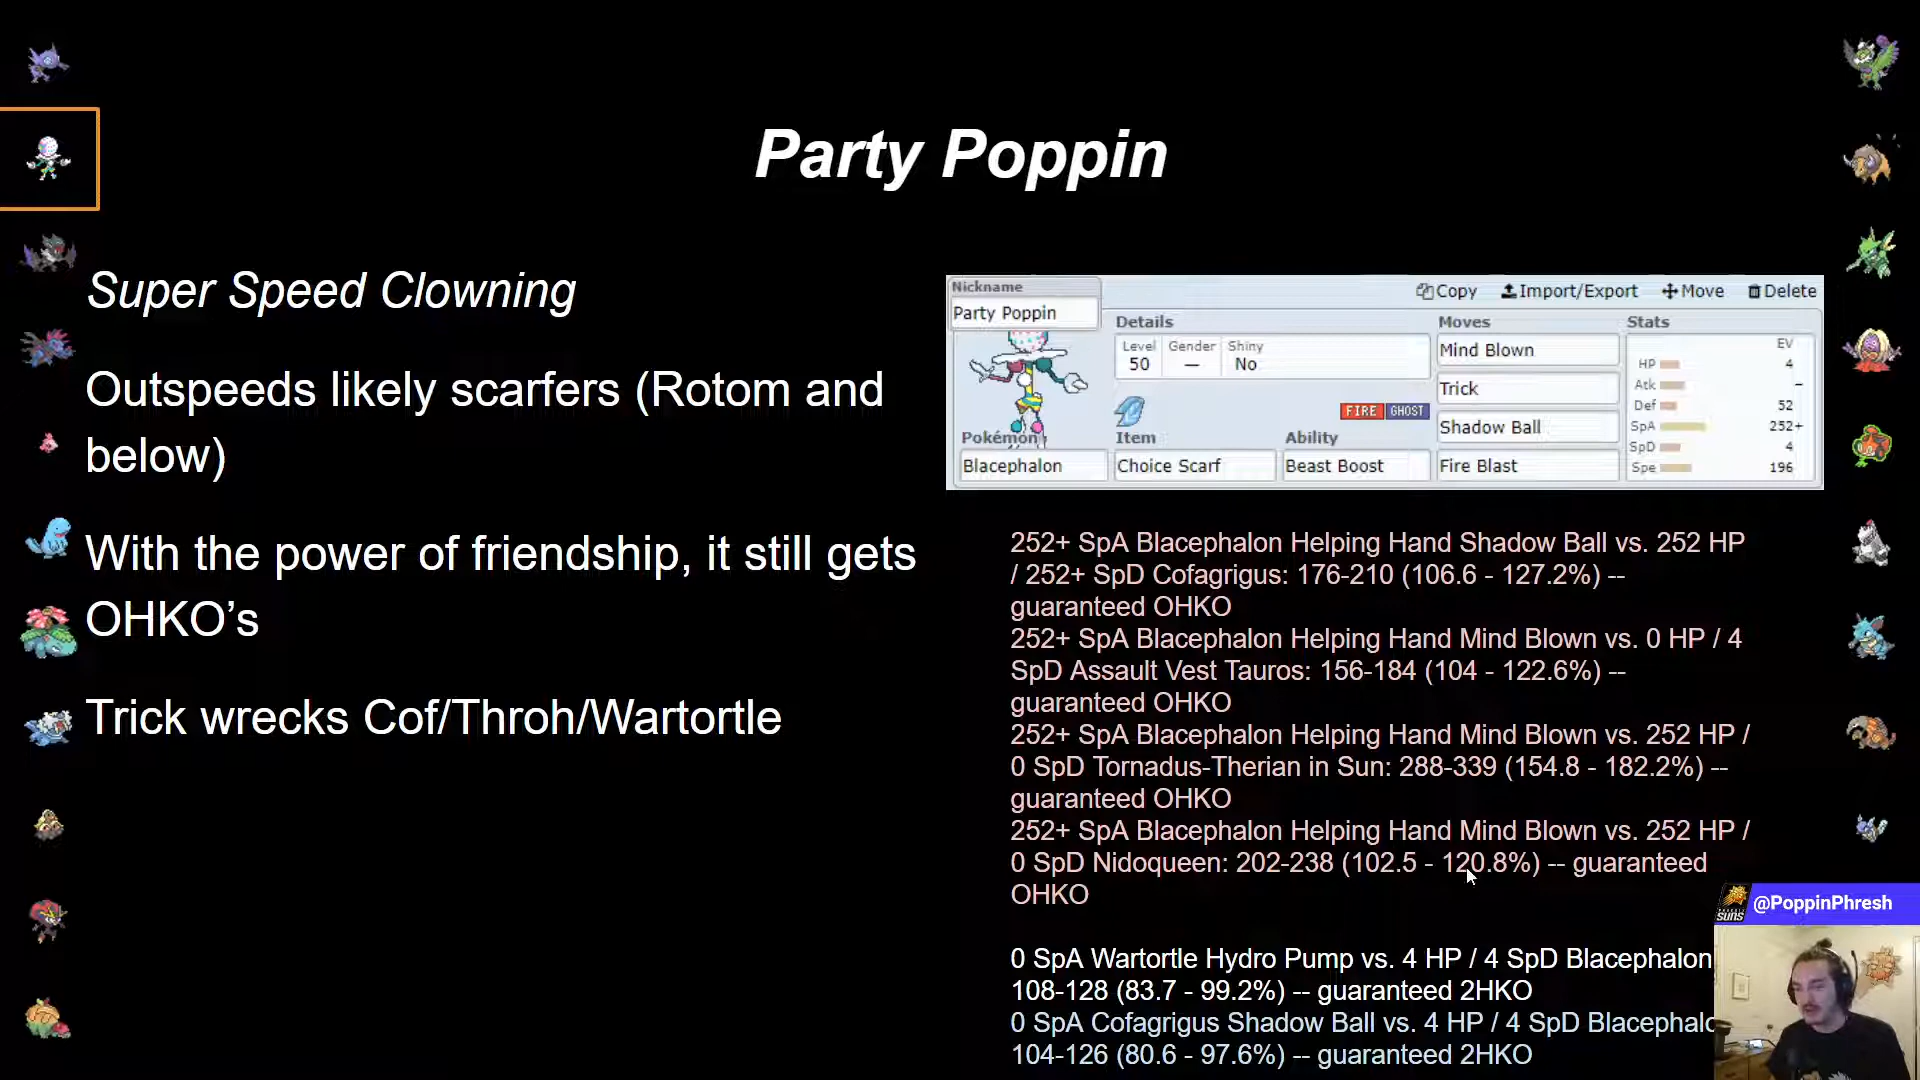 Party Poppin
Super Speed Clowning
Outspeeds likely scarfers (Rotom and
below)
With the power of friendship, it still gets
OHKO’s
Trick wrecks Cof/Throh/Wartortle
Nickname
Party Poppin
Copy Import/Export Move Delete
Details
Level Gender Shiny
50 — No
FIRE GHOST
Pokémon Item Ability
Blacephalon Choice Scarf Beast Boost
Moves
Mind Blown
Trick
Shadow Ball
Fire Blast
Stats
EV
HP 4
Atk –
Def 52
SpA 252+
SpD 4
Spe 196
252+ SpA Blacephalon Helping Hand Shadow Ball vs. 252 HP
/ 252+ SpD Cofagrigus: 176-210 (106.6 - 127.2%) --
guaranteed OHKO
252+ SpA Blacephalon Helping Hand Mind Blown vs. 0 HP / 4
SpD Assault Vest Tauros: 156-184 (104 - 122.6%) --
guaranteed OHKO
252+ SpA Blacephalon Helping Hand Mind Blown vs. 252 HP /
0 SpD Tornadus-Therian in Sun: 288-339 (154.8 - 182.2%) --
guaranteed OHKO
252+ SpA Blacephalon Helping Hand Mind Blown vs. 252 HP /
0 SpD Nidoqueen: 202-238 (102.5 - 120.8%) -- guaranteed
OHKO
0 SpA Wartortle Hydro Pump vs. 4 HP / 4 SpD Blacephalon
108-128 (83.7 - 99.2%) -- guaranteed 2HKO
0 SpA Cofagrigus Shadow Ball vs. 4 HP / 4 SpD Blacephalo
104-126 (80.6 - 97.6%) -- guaranteed 2HKO
SUNS
@PoppinPhresh